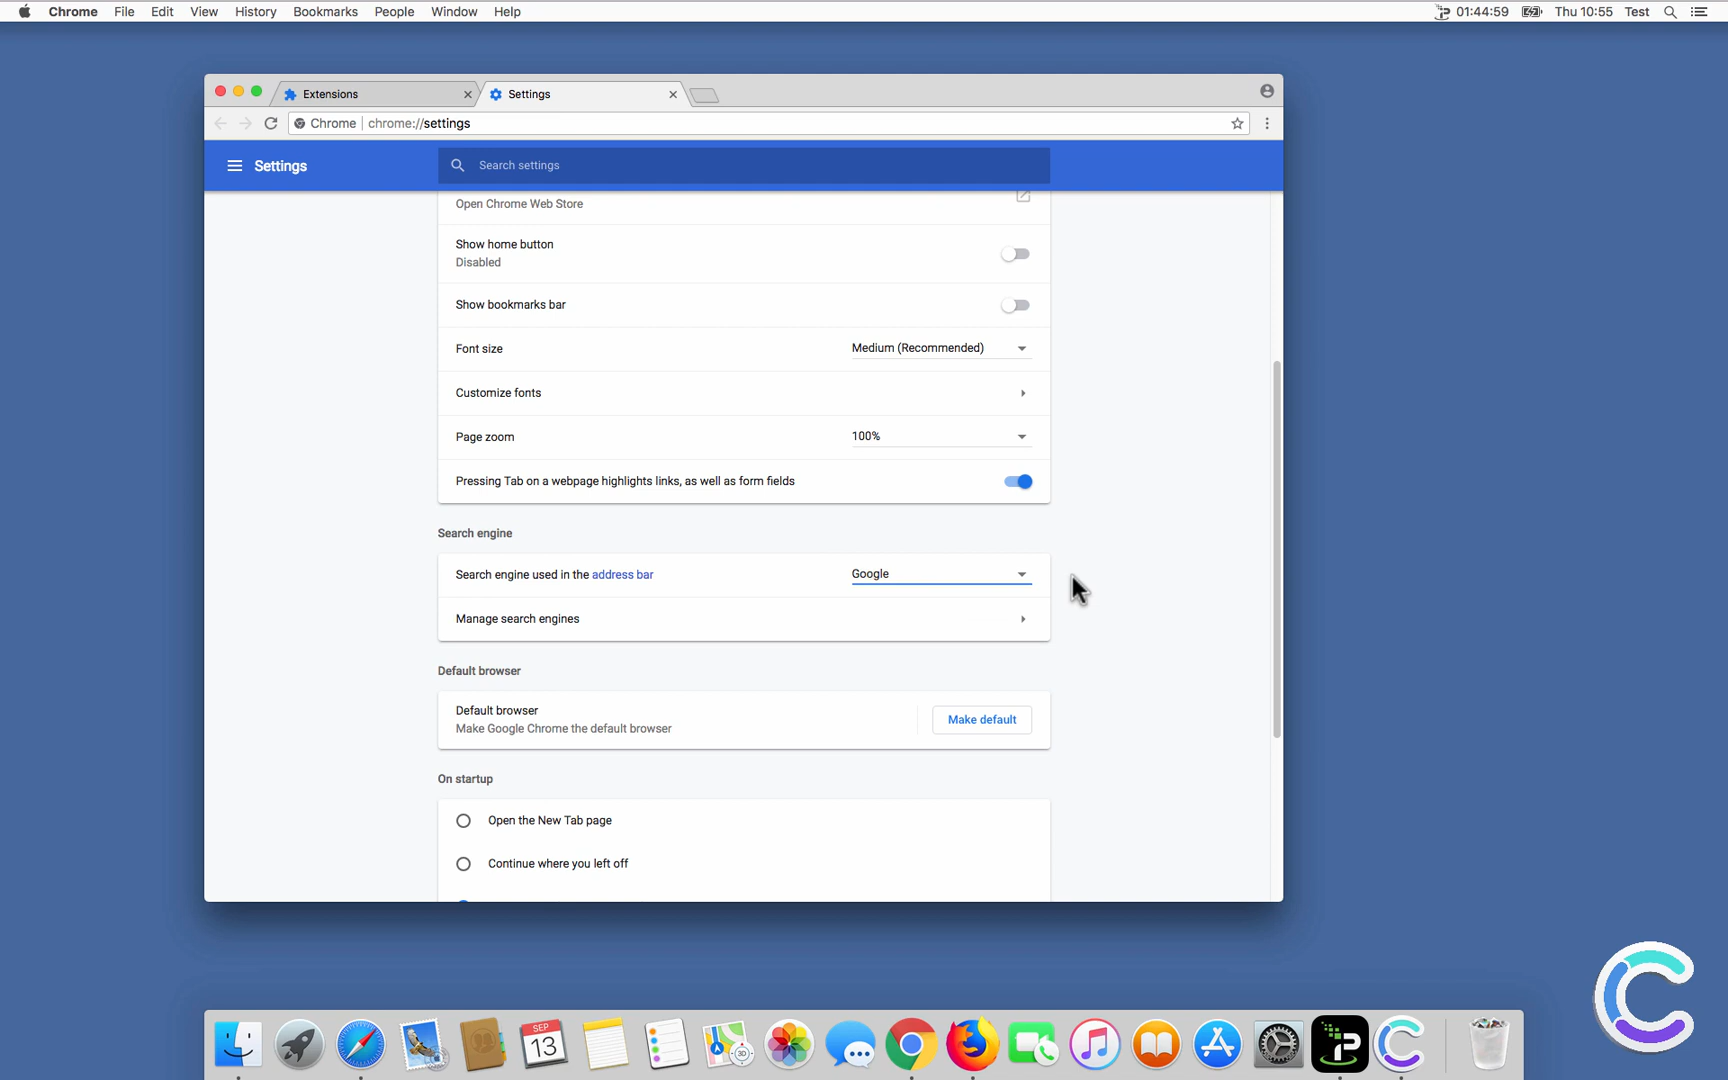 Chrome File Edit View History Bookmarks People Window Help 01:44:59 Thu 10:55 Test
Extensions Settings
Chrome chrome://settings
Settings Search settings
Open Chrome Web Store
Show home button
Disabled
Show bookmarks bar
Font size Medium (Recommended)
Customize fonts
Page zoom 100%
Pressing Tab on a webpage highlights links, as well as form fields
Search engine
Search engine used in the address bar Google
Manage search engines
Default browser
Default browser
Make Google Chrome the default browser
Make default
On startup
Open the New Tab page
Continue where you left off
SEP
13
3D